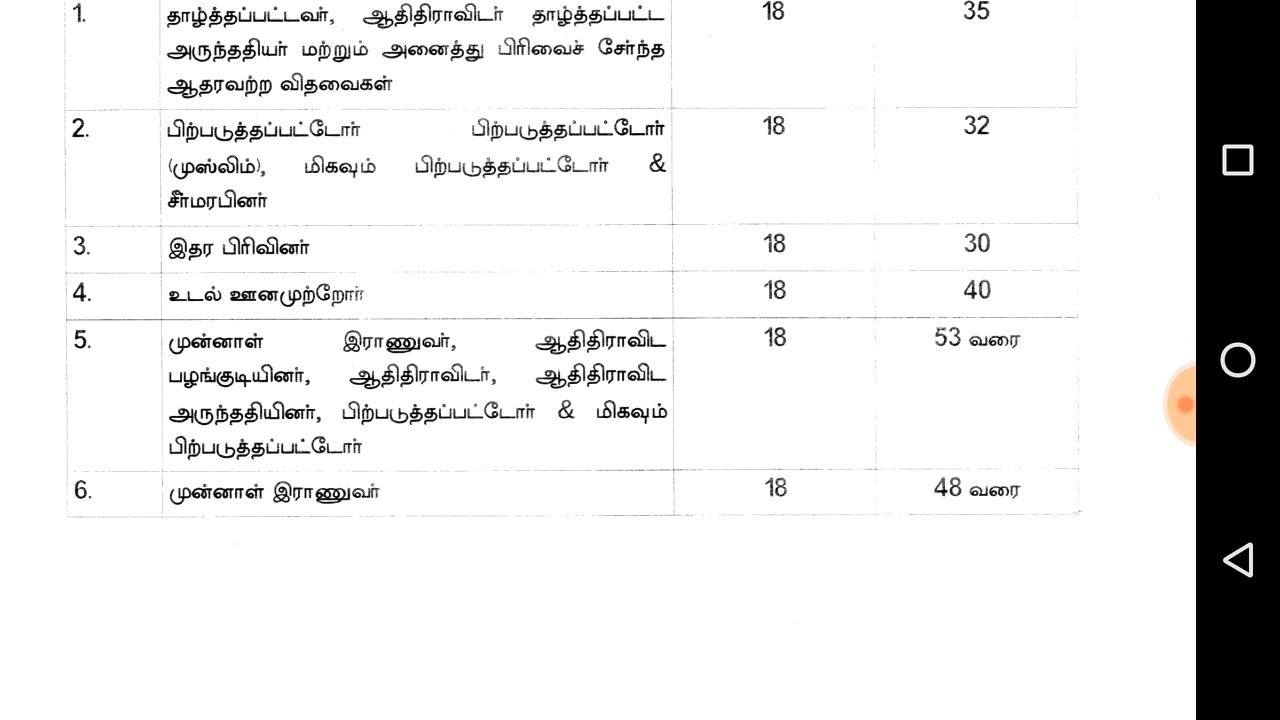 1. தாழ்த்தப்பட்டவர், ஆதிதிராவிடர் தாழ்த்தப்பட்ட 18 35
அருந்ததியர் மற்றும் அனைத்து பிரிவைச் சேர்ந்த
ஆதரவற்ற விதவைகள்
2. பிற்படுத்தப்பட்டோர் பிற்படுத்தப்பட்டோர் 18 32
(முஸ்லிம்), மிகவும் பிற்படுத்தப்பட்டோர் &
சீர்மரபினர்
3. இதர பிரிவினர் 18 30
4. உடல் ஊனமுற்றோர் 18 40
5. முன்னாள் இராணுவர், ஆதிதிராவிட 18 53 வரை
பழங்குடியினர், ஆதிதிராவிடர், ஆதிதிராவிட
அருந்ததியினர், பிற்படுத்தப்பட்டோர் & மிகவும்
பிற்படுத்தப்பட்டோர்
6. முன்னாள் இராணுவர் 18 48 வரை